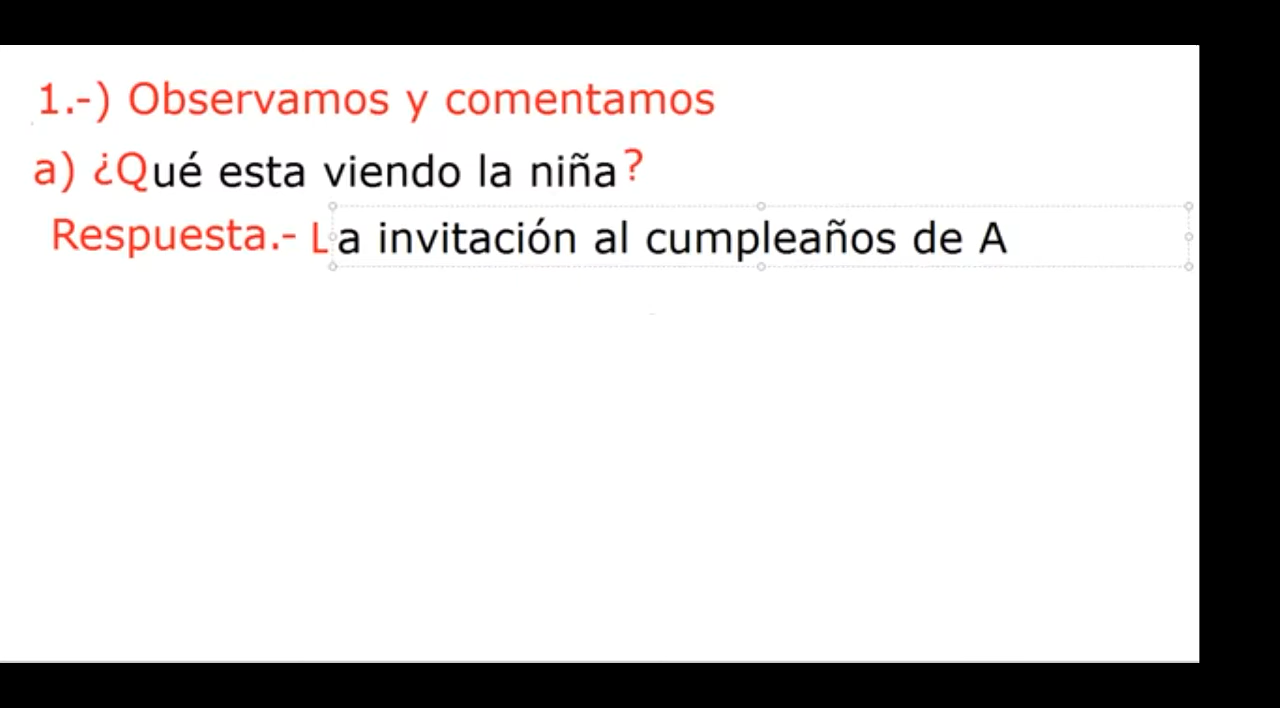 1.-) Observamos y comentamos
a) ¿Qué esta viendo la niña?
Respuesta.- La invitación al cumpleaños de A